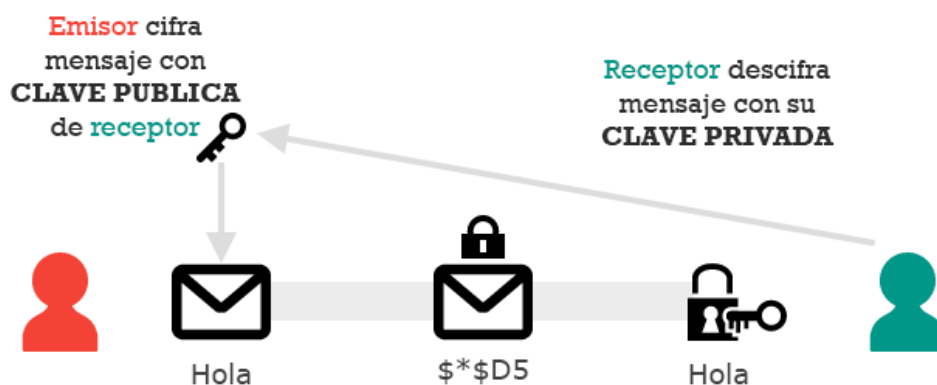 Emisor cifra
mensaje con
CLAVE PUBLICA
de receptor
Receptor descifra
mensaje con su
CLAVE PRIVADA
Hola
$*$D5
Hola